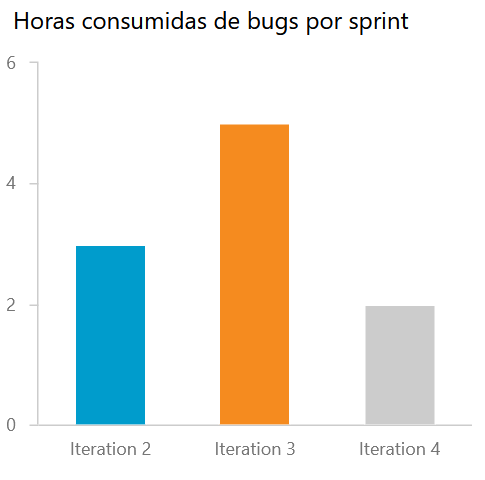 Horas consumidas de bugs por sprint
6
4
2
0
Iteration 2 Iteration 3 Iteration 4